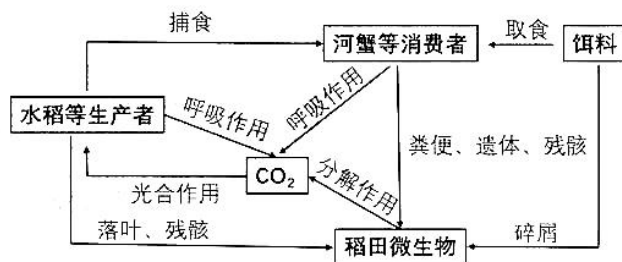 捕食
河蟹等消费者
取食
饵料
水稻等生产者
呼吸作用
呼吸作用
粪便、遗体、残骸
CO₂
分解作用
光合作用
落叶、残骸
稻田微生物
碎屑